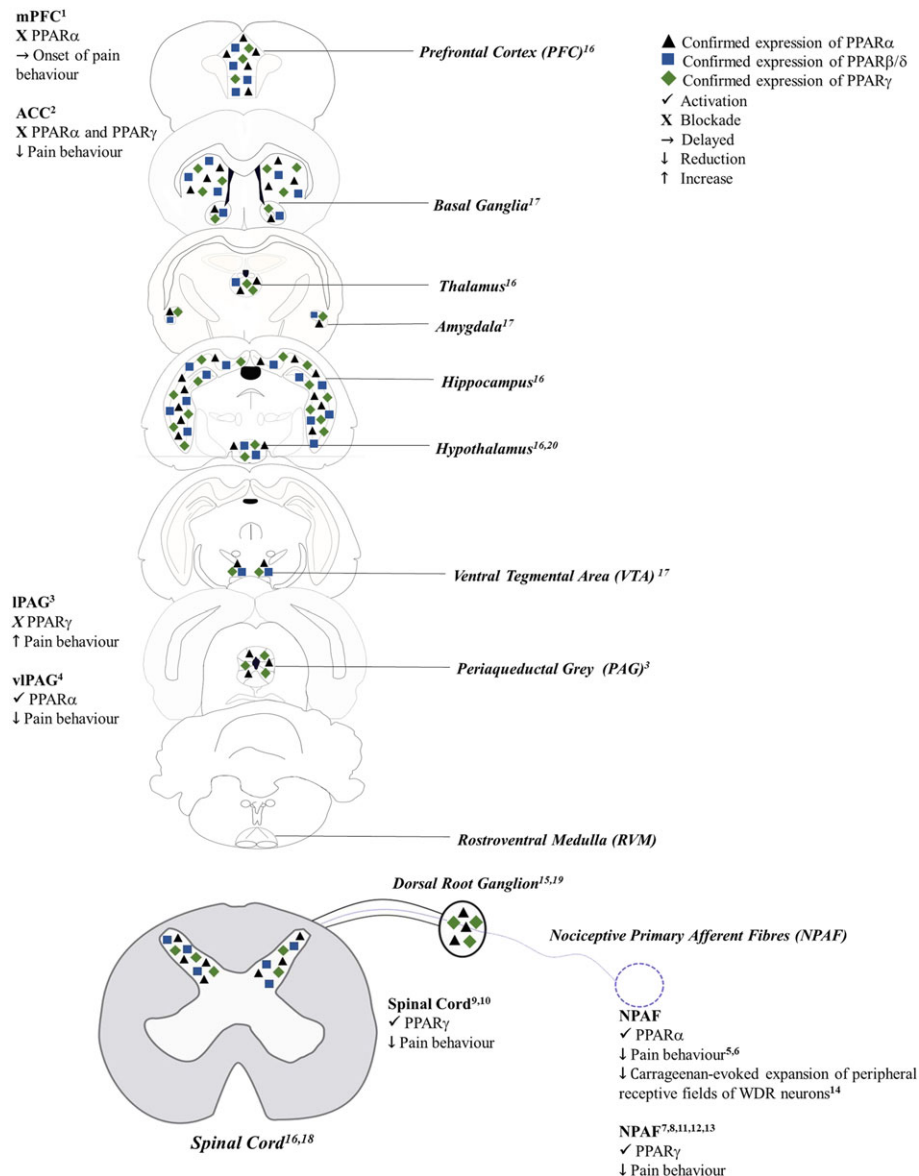 mPFC1
X PPARα
→ Onset of pain
behaviour
ACC2
X PPARα and PPARγ
↓ Pain behaviour
Prefrontal Cortex (PFC)16
▲ Confirmed expression of PPARα
■ Confirmed expression of PPARβ/δ
◆ Confirmed expression of PPARγ
✓ Activation
X Blockade
→ Delayed
↓ Reduction
↑ Increase
Basal Ganglia17
Thalamus16
Amygdala17
Hippocampus16
Hypothalamus16,20
Ventral Tegmental Area (VTA) 17
lPAG3
X PPARγ
↑ Pain behaviour
vlPAG4
✓ PPARα
↓ Pain behaviour
Periaqueductal Grey (PAG)3
Rostroventral Medulla (RVM)
Dorsal Root Ganglion15,19
Nociceptive Primary Afferent Fibres (NPAF)
Spinal Cord9,10
✓ PPARγ
↓ Pain behaviour
NPAF
✓ PPARα
↓ Pain behaviour5,6
↓ Carrageenan-evoked expansion of peripheral
receptive fields of WDR neurons14
NPAF7,8,11,12,13
✓ PPARγ
↓ Pain behaviour
Spinal Cord16,18